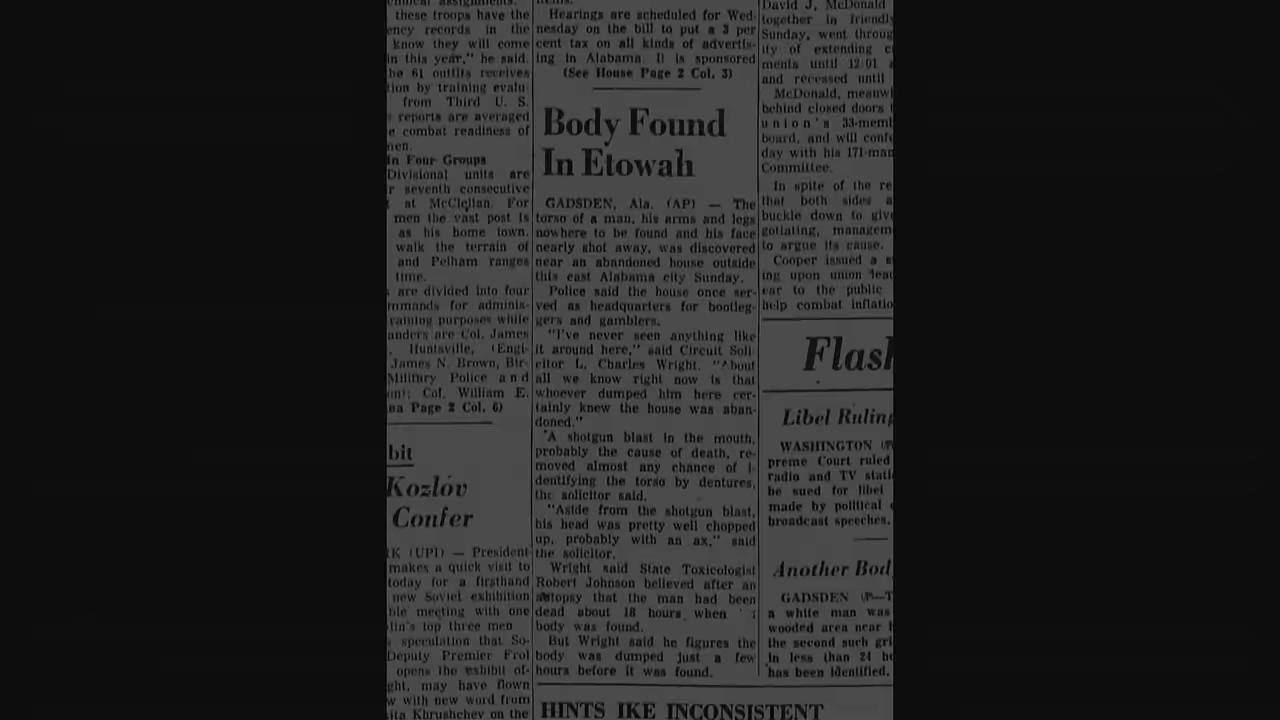 chnical assignments.
these troops have the
ency records in the
know they will come
in this year," he said.
he 61 outfits receives
tion by training evalu-
from Third U. S.
reports are averaged
e combat readiness of
men.
in Four Groups
Divisional units are
r seventh consecutive
at McClellan. For
men the vast post is
as his home town.
walk the terrain of
and Pelham ranges
time.
are divided into four
mmands for adminis-
raining purposes while
anders are Col. James
, Huntsville, (Engi-
James N. Brown, Bir-
Military Police and
Col. William E.
Page 2 Col. 6)
bit
Kozlov
Confer
RK (UPI) — President
makes a quick visit to
today for a firsthand
new Soviet exhibition
ble meeting with one
lin's top three men
speculation that So-
Deputy Premier Frol
opens the exhibit of-
ght, may have flown
w with new word from
ita Khrushchev on the
items.
Hearings are scheduled for Wed-
nesday on the bill to put a 3 per
cent tax on all kinds of advertis-
ing in Alabama. It is sponsored
(See House Page 2 Col. 3)
Body Found
In Etowah
GADSDEN, Ala. (AP) — The
torso of a man, his arms and legs
nowhere to be found and his face
nearly shot away, was discovered
near an abandoned house outside
this east Alabama city Sunday.
Police said the house once ser-
ved as headquarters for bootleg-
gers and gamblers.
"I've never seen anything like
it around here," said Circuit Soli-
citor L. Charles Wright. "About
all we know right now is that
whoever dumped him here cer-
tainly knew the house was aban-
doned."
"A shotgun blast in the mouth,
probably the cause of death, re-
moved almost any chance of i-
dentifying the torso by dentures,
the solicitor said.
"Aside from the shotgun blast,
his head was pretty well chopped
up, probably with an ax," said
the solicitor.
Wright said State Toxicologist
Robert Johnson believed after an
autopsy that the man had been
dead about 18 hours when
body was found.
But Wright said he figures the
body was dumped just a few
hours before it was found.
HINTS IKE INCONSISTENT
David J. McDonald
together in friendl
Sunday, went throug
ity of extending c
ments until 12:01 a
and recessed until
McDonald, meanw
behind closed doors
union's 33-memb
board, and will confe
day with his 171-man
Committee.
In spite of the re
that both sides a
buckle down to giv
gotiating, managem
to argue its cause.
Cooper issued a s
ing upon union lead
ear to the public
help combat inflatio
Flash
Libel Ruling
WASHINGTON (P
preme Court ruled
radio and TV stati
be sued for libel
made by political c
broadcast speeches.
Another Bod
GADSDEN (P—T
a white man was
wooded area near
the second such gri
in less than 24 h
has been identified.